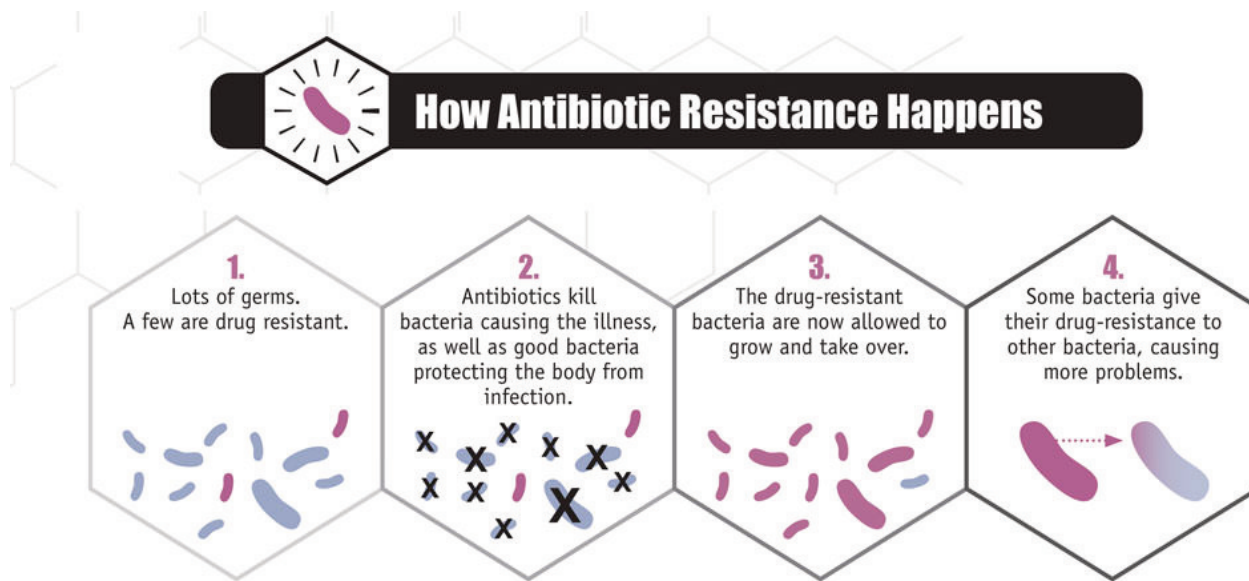 How Antibiotic Resistance Happens
1.
Lots of germs.
A few are drug resistant.
2.
Antibiotics kill
bacteria causing the illness,
as well as good bacteria
protecting the body from
infection.
X X X X X X X X X X
3.
The drug-resistant
bacteria are now allowed to
grow and take over.
4.
Some bacteria give
their drug-resistance to
other bacteria, causing
more problems.